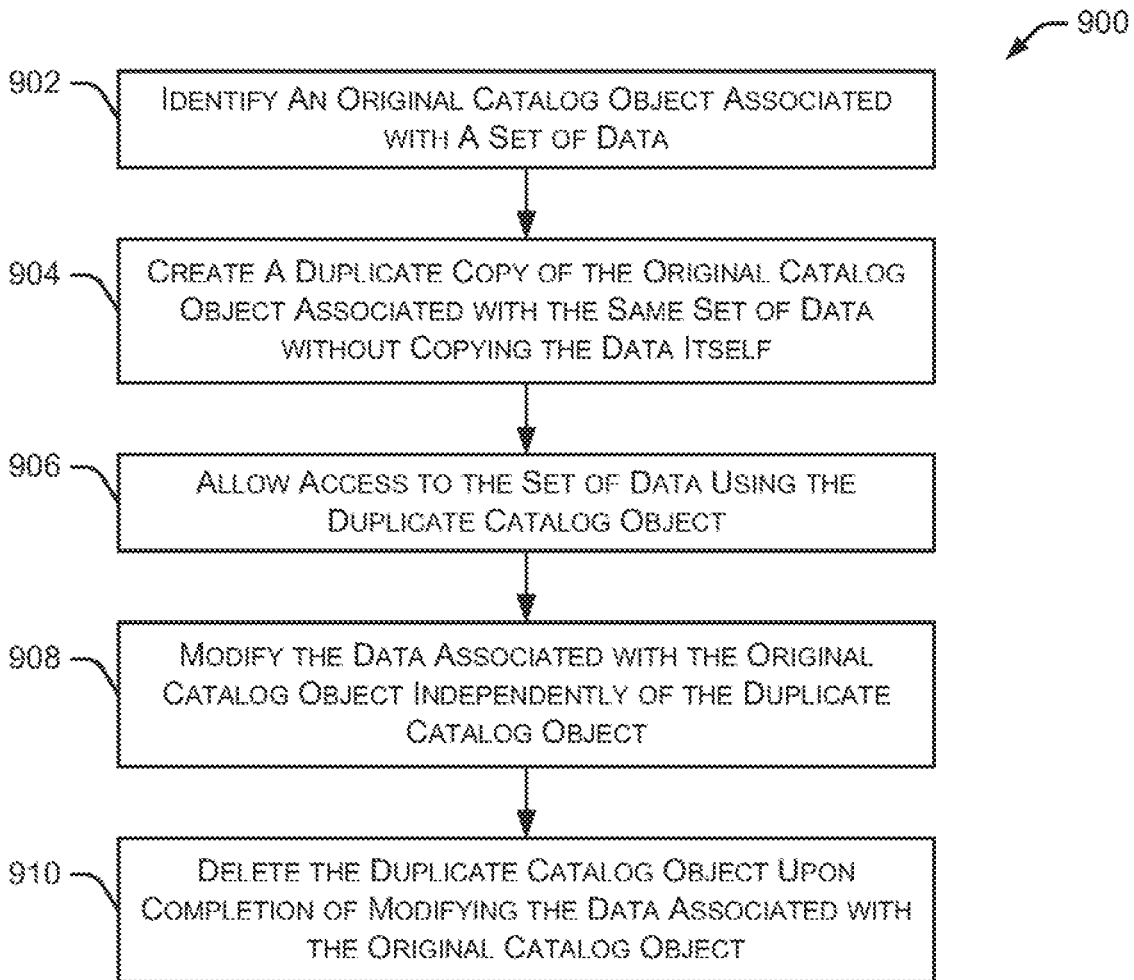 900
902
IDENTIFY AN ORIGINAL CATALOG OBJECT ASSOCIATED
WITH A SET OF DATA
904
CREATE A DUPLICATE COPY OF THE ORIGINAL CATALOG
OBJECT ASSOCIATED WITH THE SAME SET OF DATA
WITHOUT COPYING THE DATA ITSELF
906
ALLOW ACCESS TO THE SET OF DATA USING THE
DUPLICATE CATALOG OBJECT
908
MODIFY THE DATA ASSOCIATED WITH THE ORIGINAL
CATALOG OBJECT INDEPENDENTLY OF THE DUPLICATE
CATALOG OBJECT
910
DELETE THE DUPLICATE CATALOG OBJECT UPON
COMPLETION OF MODIFYING THE DATA ASSOCIATED WITH
THE ORIGINAL CATALOG OBJECT